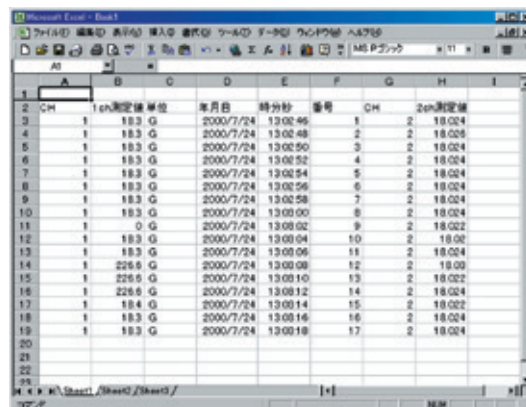 Microsoft Excel - Book1
ファイル(F) 編集(E) 表示(V) 挿入(I) 書式(O) ツール(T) データ(D) ウィンドウ(W) ヘルプ(H)
MS Pゴシック 11 B
A1
A B C D E F G H I
1
2 CH 1ch測定値 単位 年月日 時分秒 番号 CH 2ch測定値
3 1 18.3 G 2000/7/24 13:02:46 1 2 18.024
4 1 18.3 G 2000/7/24 13:02:48 2 2 18.026
5 1 18.3 G 2000/7/24 13:02:50 3 2 18.024
6 1 18.3 G 2000/7/24 13:02:52 4 2 18.024
7 1 18.3 G 2000/7/24 13:02:54 5 2 18.024
8 1 18.3 G 2000/7/24 13:02:56 6 2 18.024
9 1 18.3 G 2000/7/24 13:02:58 7 2 18.024
10 1 18.3 G 2000/7/24 13:03:00 8 2 18.024
11 1 0 G 2000/7/24 13:03:02 9 2 18.022
12 1 18.3 G 2000/7/24 13:03:04 10 2 18.02
13 1 18.3 G 2000/7/24 13:03:06 11 2 18.024
14 1 226.6 G 2000/7/24 13:03:08 12 2
15 1 226.6 G 2000/7/24 13:03:10 13 2 18.022
16 1 226.6 G 2000/7/24 13:03:12 14 2 18.024
17 1 18.4 G 2000/7/24 13:03:14 15 2 18.022
18 1 18.3 G 2000/7/24 13:03:16 16 2 18.024
19 1 18.3 G 2000/7/24 13:03:18 17 2 18.024
20
21
22
23
Sheet1 Sheet2 Sheet3
コマンド NUM